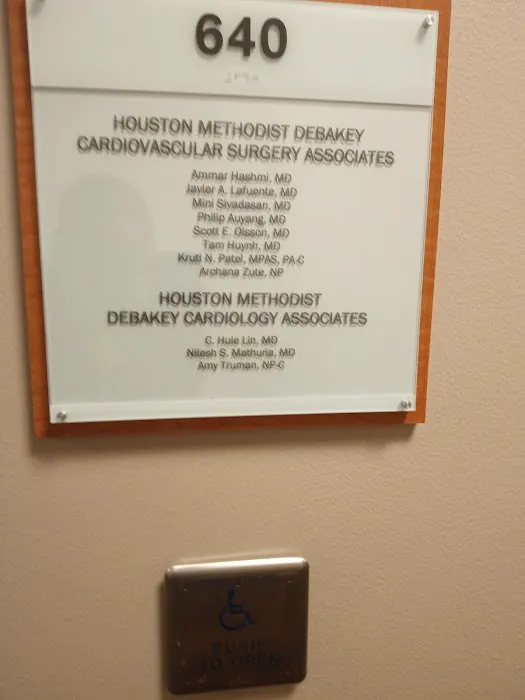 640
HOUSTON METHODIST DEBAKEY
CARDIOVASCULAR SURGERY ASSOCIATES
Ammar Hashmi, MD
Javier A. Lafuente, MD
Mini Sivadasan, MD
Philip Auyang, MD
Scott E. Olsson, MD
Tam Huynh, MD
Kruti N. Patel, MPAS, PA-C
Archana Zute, NP
HOUSTON METHODIST
DEBAKEY CARDIOLOGY ASSOCIATES
C. Huie Lin, MD
Nilesh S. Mathuria, MD
Amy Truman, NP-C
PUSH
TO OPEN